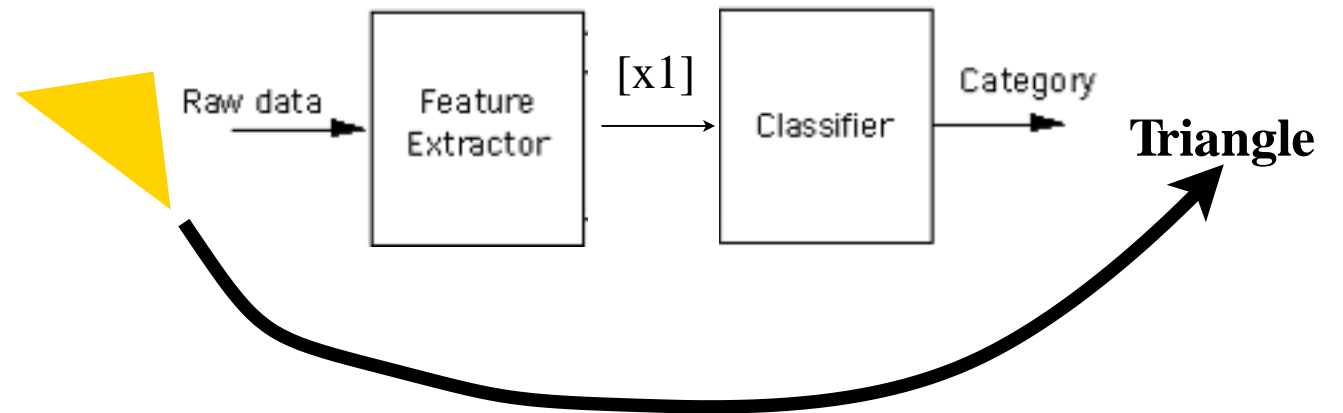 Raw data
Feature
Extractor
[x1]
Classifier
Category
Triangle